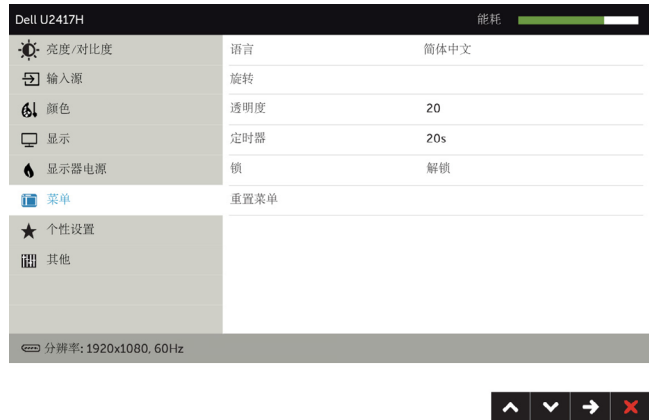 Dell U2417H 能耗
亮度/对比度 语言 简体中文
输入源 旋转
颜色 透明度 20
显示 定时器 20s
显示器电源 锁 解锁
菜单 重置菜单
个性设置
其他
分辨率: 1920x1080, 60Hz